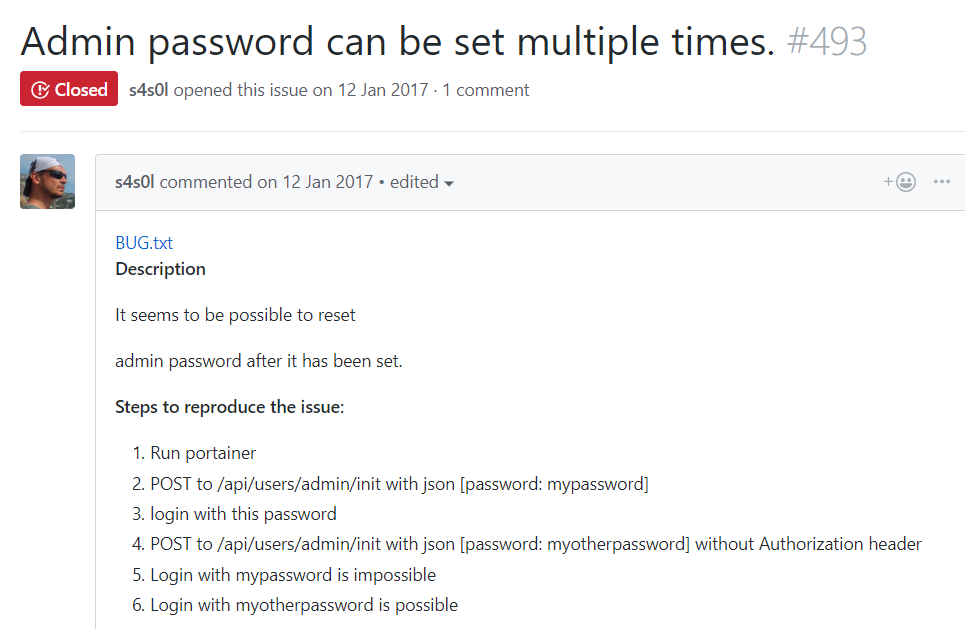 Admin password can be set multiple times. #493
Closed s4s0l opened this issue on 12 Jan 2017 · 1 comment
s4s0l commented on 12 Jan 2017 • edited
BUG.txt
Description
It seems to be possible to reset
admin password after it has been set.
Steps to reproduce the issue:
1. Run portainer
2. POST to /api/users/admin/init with json [password: mypassword]
3. login with this password
4. POST to /api/users/admin/init with json [password: myotherpassword] without Authorization header
5. Login with mypassword is impossible
6. Login with myotherpassword is possible